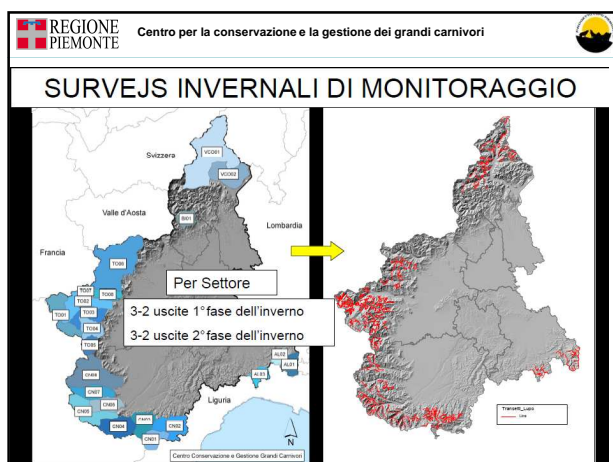 REGIONE
PIEMONTE
Centro per la conservazione e la gestione dei grandi carnivori
SURVEJS INVERNALI DI MONITORAGGIO
Svizzera
VCO01
VCO02
Valle d'Aosta
BI01
Lombardia
Francia
TO08
Per Settore
TO07
TO06
TO02
TO01
TO03
3-2 uscite 1° fase dell'inverno
TO04
3-2 uscite 2° fase dell'inverno
TO05
AL02
AL01
AL03
CN07
CN05
Liguria
CN04
CN02
CN01
N
Centro Conservazione e Gestione Grandi Carnivori
Transetti_Lupo